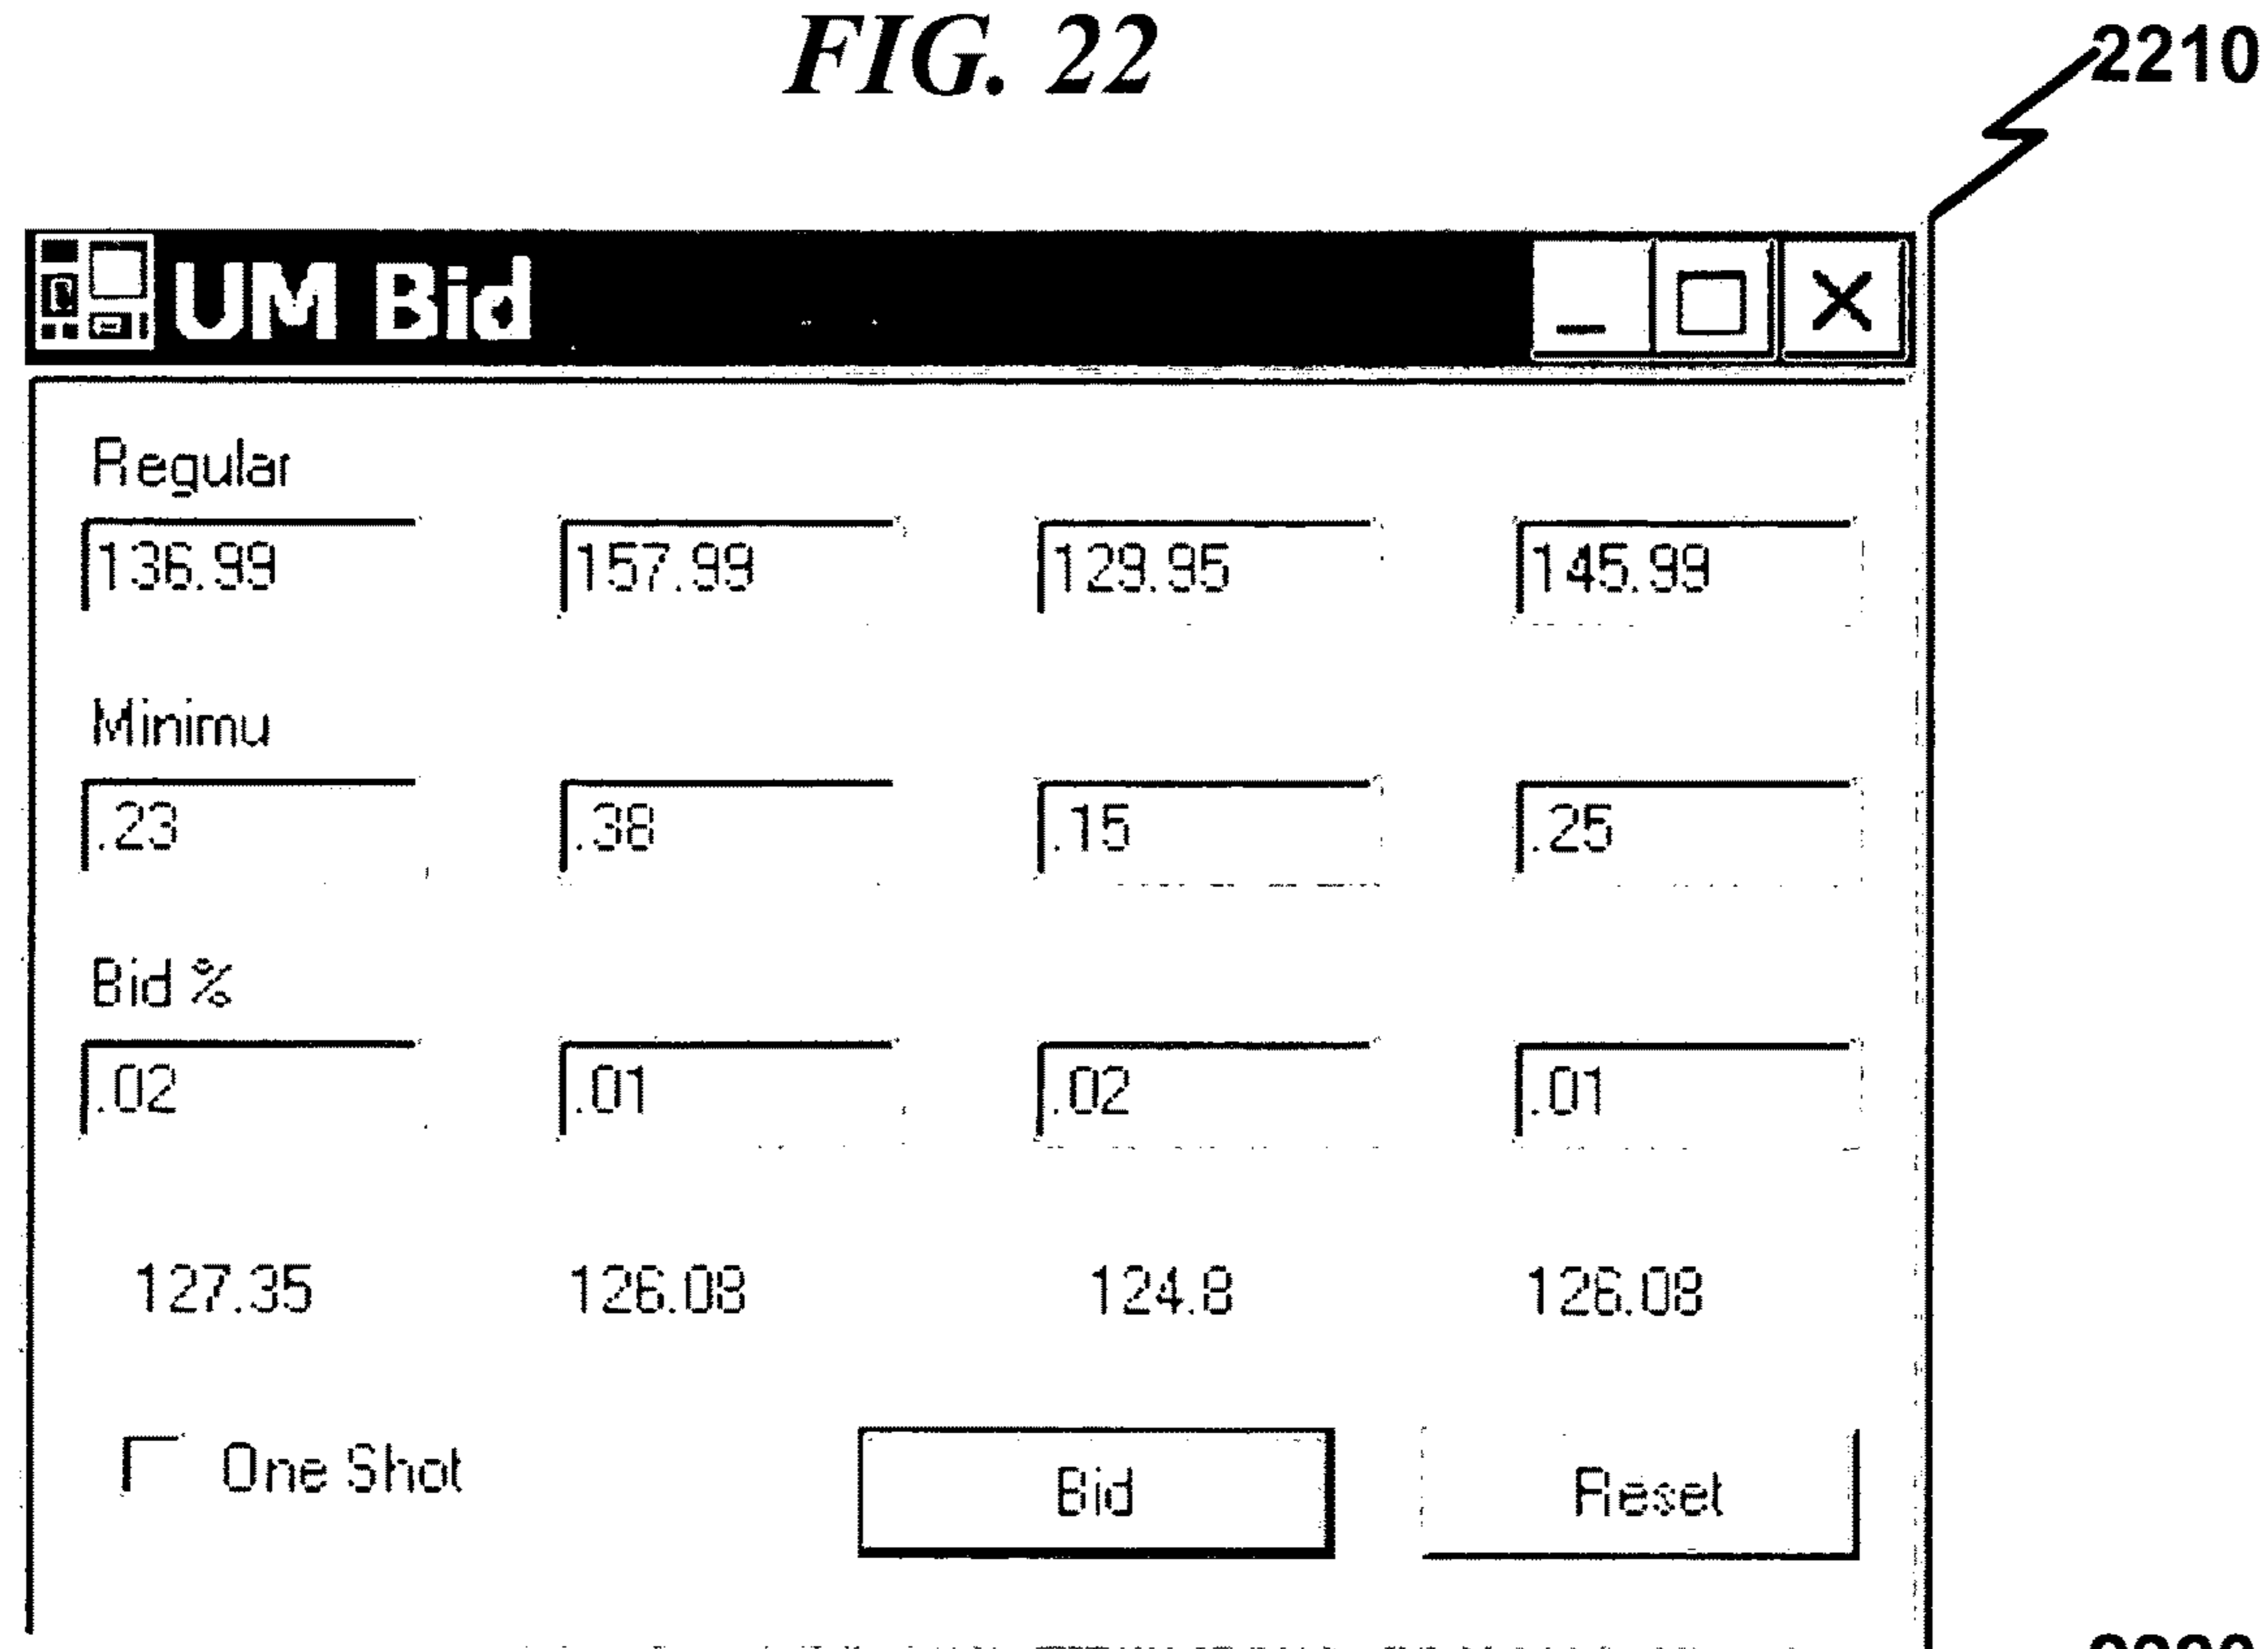 FIG. 22
2210
UM Bid
Regular
136.99 157.99 129.95 145.99
Minimu
.23 .38 .15 .25
Bid %
.02 .01 .02 .01
127.35 126.08 124.8 126.08
One Shot Bid Reset